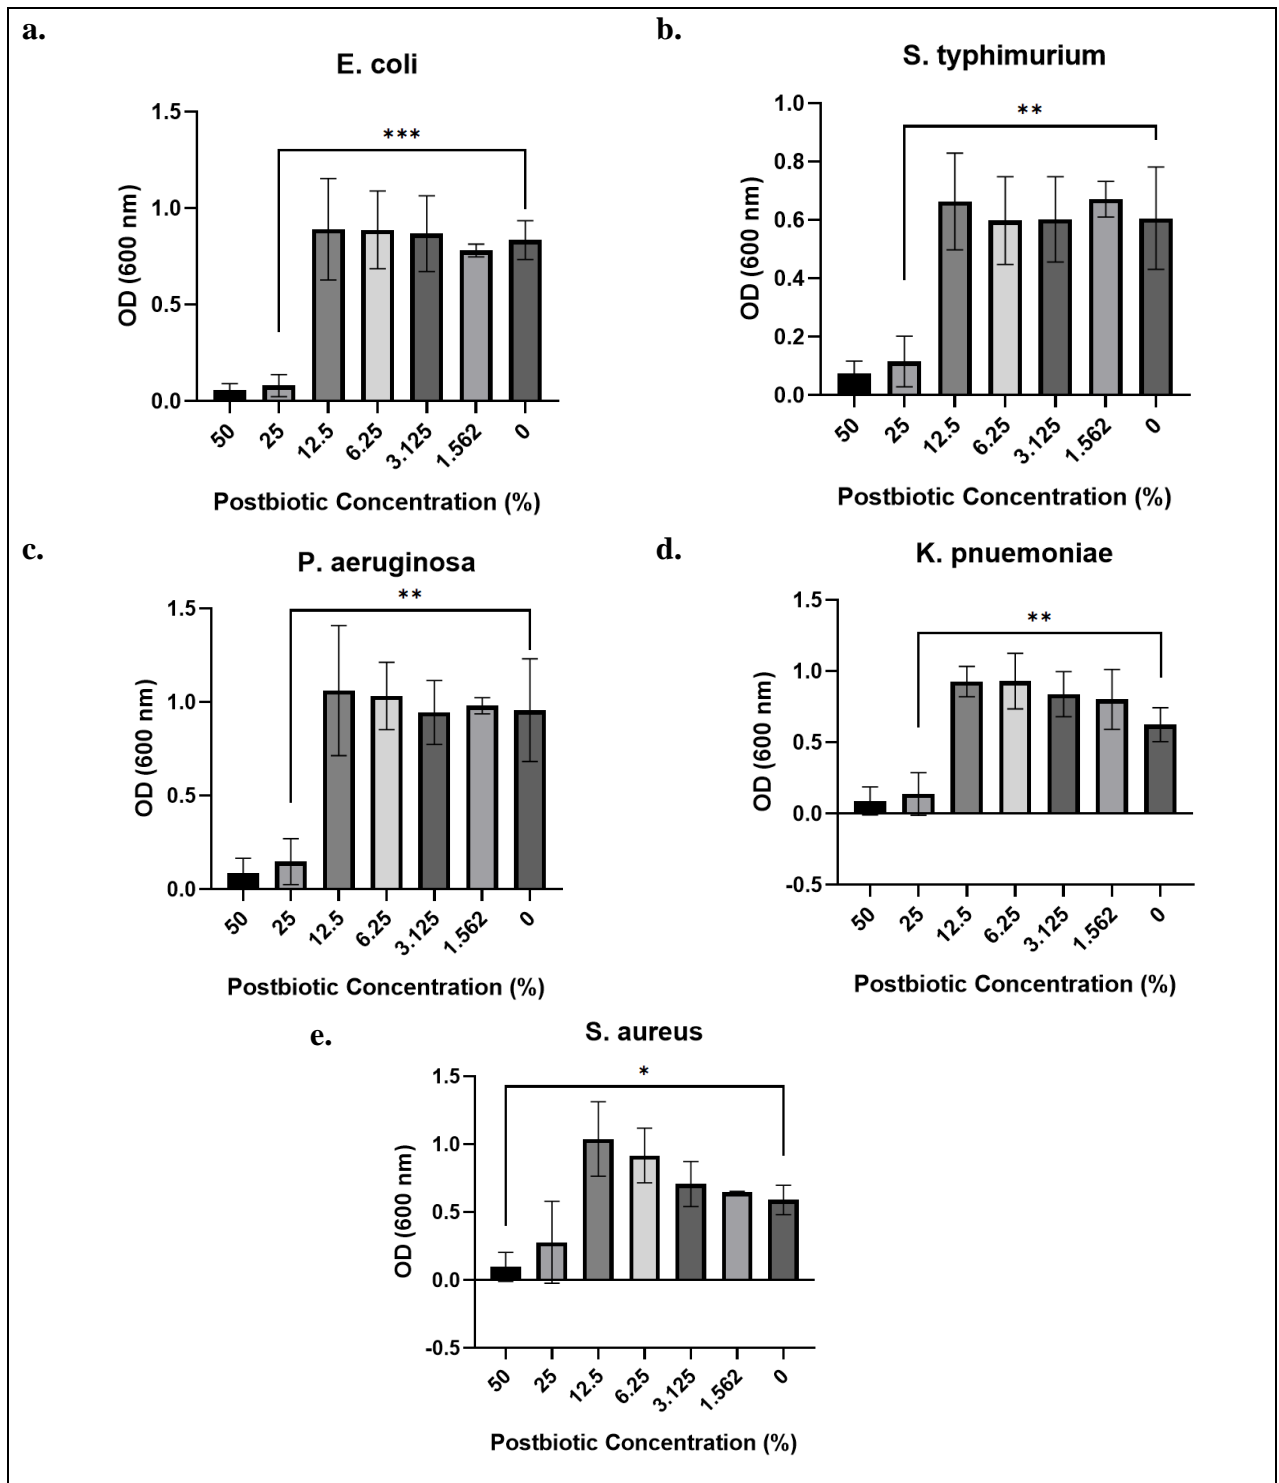 a.
E. coli
***
OD (600 nm)
1.5
1.0
0.5
0.0
50 25 12.5 6.25 3.125 1.562 0
Postbiotic Concentration (%)
b.
S. typhimurium
**
OD (600 nm)
1.0
0.8
0.6
0.4
0.2
0.0
50 25 12.5 6.25 3.125 1.562 0
Postbiotic Concentration (%)
c.
P. aeruginosa
**
OD (600 nm)
1.5
1.0
0.5
0.0
50 25 12.5 6.25 3.125 1.562 0
Postbiotic Concentration (%)
d.
K. pnuemoniae
**
OD (600 nm)
1.5
1.0
0.5
0.0
-0.5
50 25 12.5 6.25 3.125 1.562 0
Postbiotic Concentration (%)
e.
S. aureus
*
OD (600 nm)
1.5
1.0
0.5
0.0
-0.5
50 25 12.5 6.25 3.125 1.562 0
Postbiotic Concentration (%)